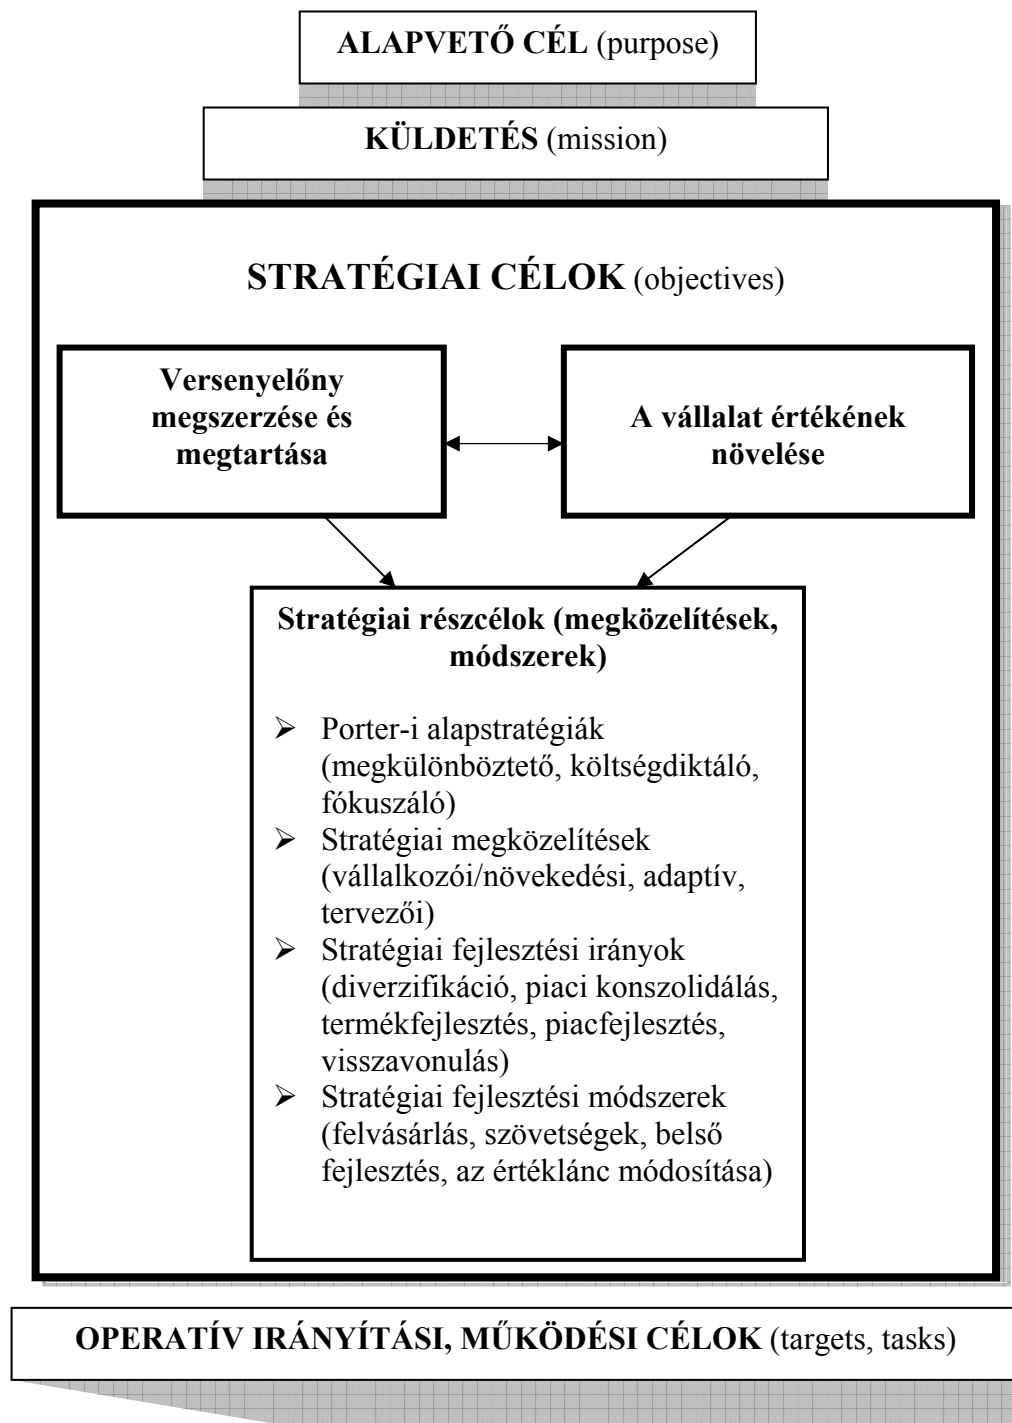 ALAPVETŐ CÉL (purpose)
KÜLDETÉS (mission)
STRATÉGIAI CÉLOK (objectives)
Versenyelőny
megszerzése és
megtartása
A vállalat értékének
növelése
Stratégiai részcélok (megközelítések,
módszerek)
➢ Porter-i alapstratégiák
(megkülönböztető, költségdiktáló,
fókuszáló)
➢ Stratégiai megközelítések
(vállalkozói/növekedési, adaptív,
tervezői)
➢ Stratégiai fejlesztési irányok
(diverzifikáció, piaci konszolidálás,
termékfejlesztés, piacfejlesztés,
visszavonulás)
➢ Stratégiai fejlesztési módszerek
(felvásárlás, szövetségek, belső
fejlesztés, az értéklánc módosítása)
OPERATÍV IRÁNYÍTÁSI, MŰKÖDÉSI CÉLOK (targets, tasks)